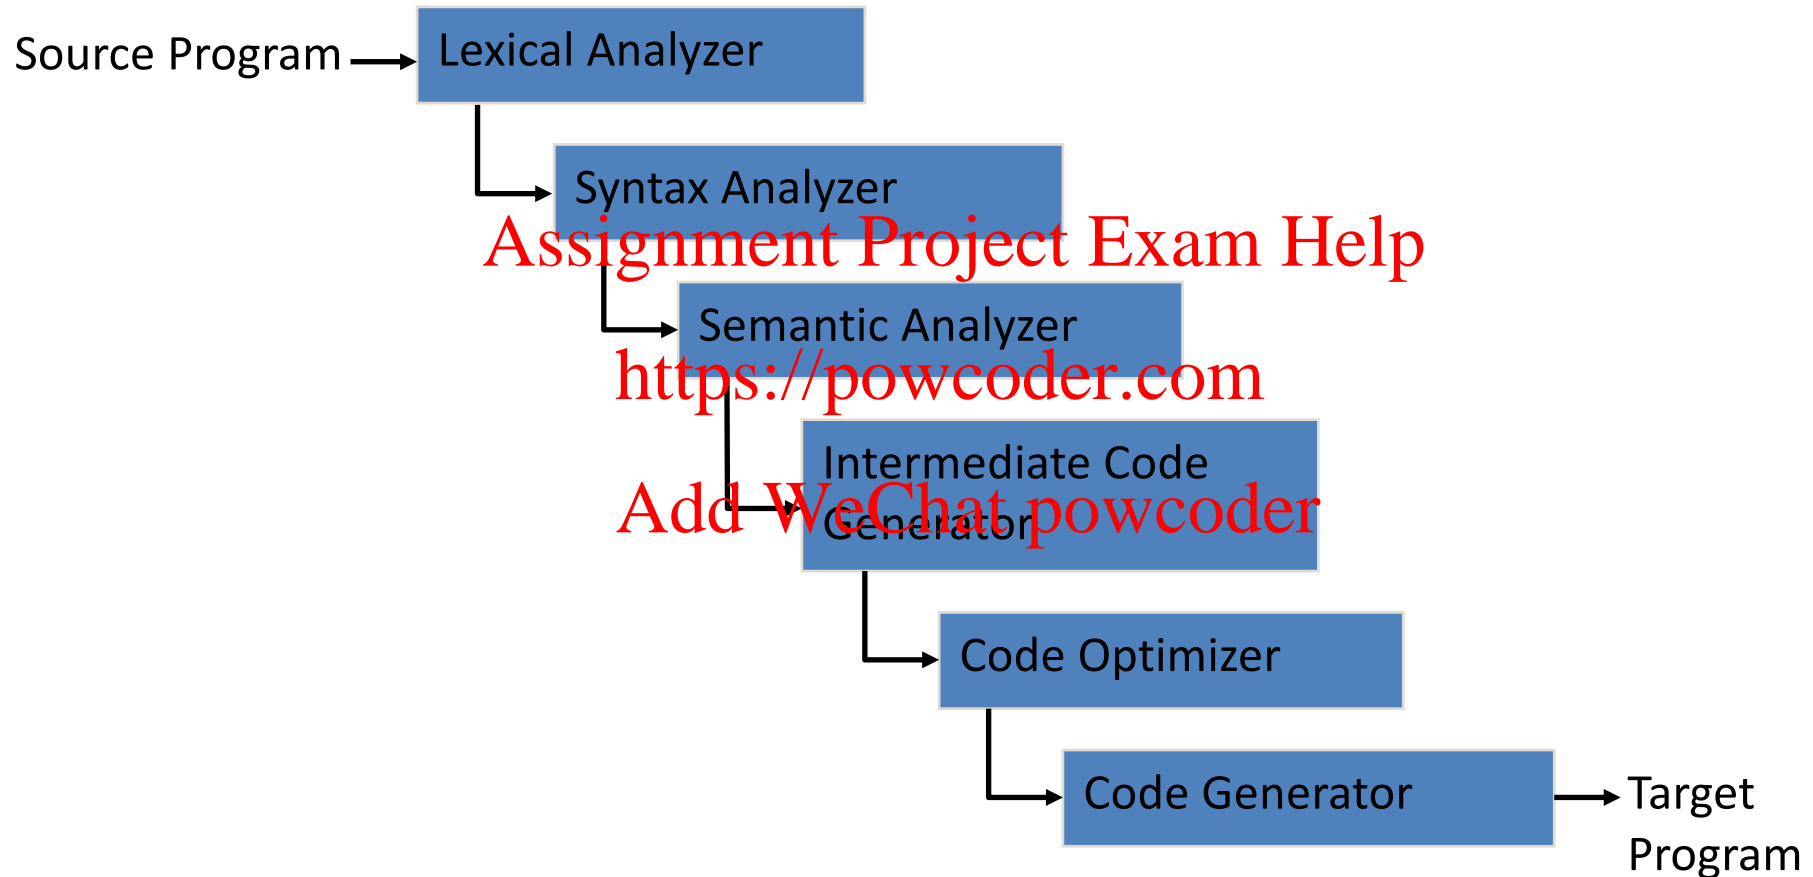 Source Program
Lexical Analyzer
Syntax Analyzer
Assignment Project Exam Help
Semantic Analyzer
https://powcoder.com
Intermediate Code
Generator
Add WeChat powcoder
Code Optimizer
Code Generator
Target
Program